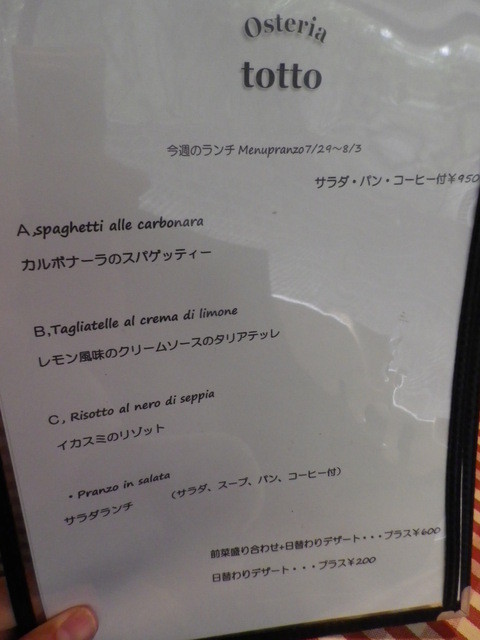 Osteria
totto
今週のランチ Menupranzo7/29～8/3
サラダ・パン・コーヒー付¥950
A,spaghetti alle carbonara
カルボナーラのスパゲッティー
B,Tagliatelle al crema di limone
レモン風味のクリームソースのタリアテッレ
C, Risotto al nero di seppia
イカスミのリゾット
・Pranzo in salata
サラダランチ (サラダ、スープ、パン、コーヒー付)
前菜盛り合わせ+日替わりデザート・・・プラス¥600
日替わりデザート・・・プラス¥200